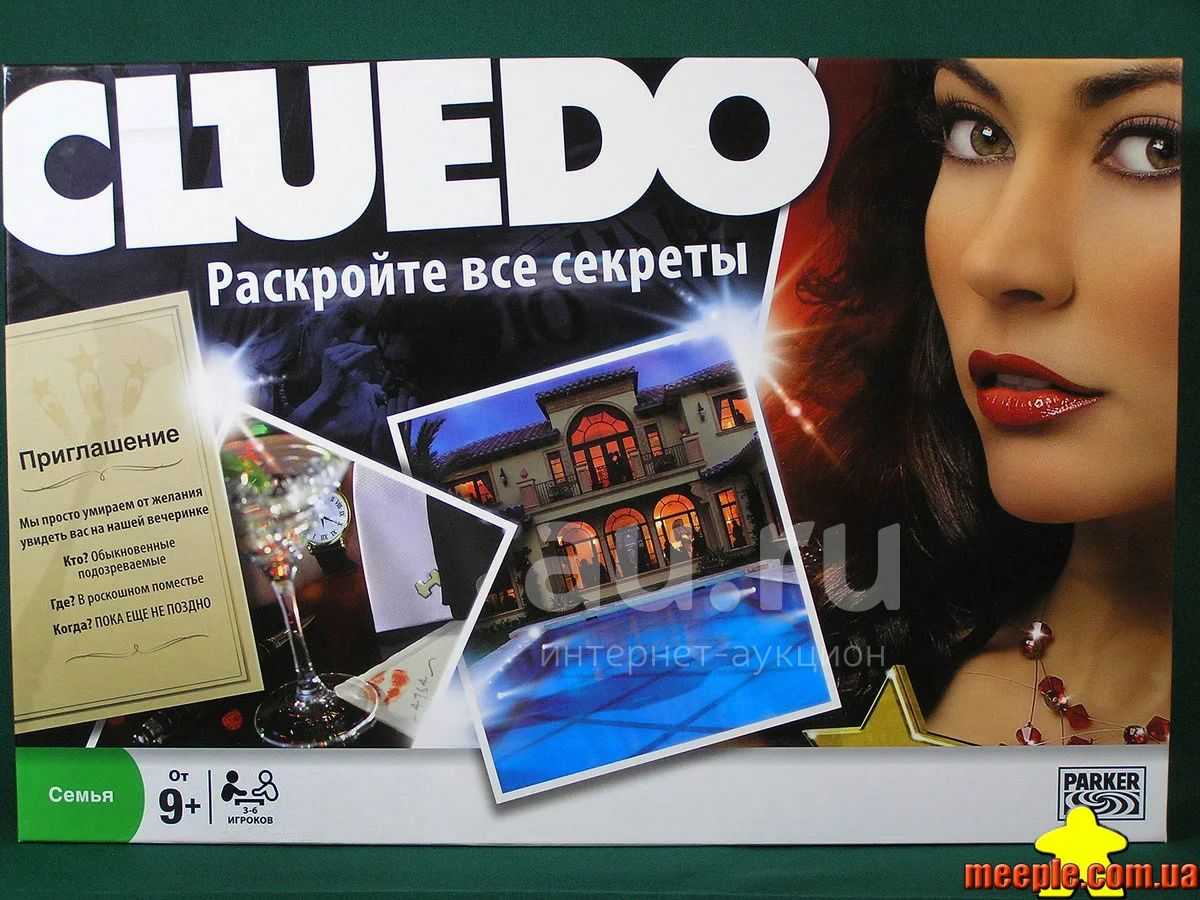 CLUEDO
Раскройте все секреты
Приглашение
Мы просто умираем от желания
увидеть вас на нашей вечеринке
Кто? Обыкновенные
подозреваемые
Где? В роскошном поместье
Когда? ПОКА ЕЩЕ НЕ ПОЗДНО
au.ru
интернет-аукцион
Семья
От
9+
3-6
ИГРОКОВ
PARKER
meeple.com.ua